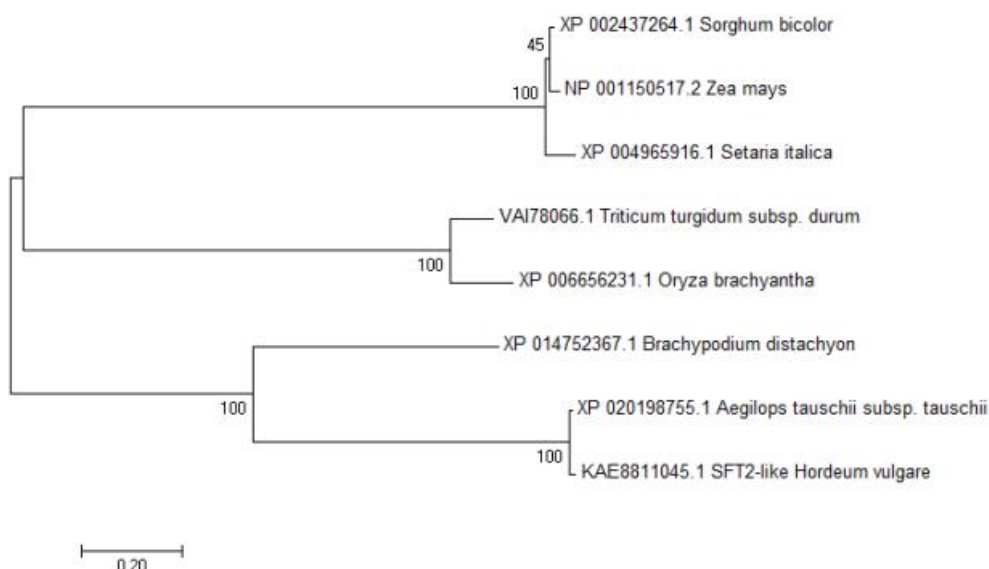 XP 002437264.1 Sorghum bicolor
45
NP 001150517.2 Zea mays
100
XP 004965916.1 Setaria italica
VAI78066.1 Triticum turgidum subsp. durum
100
XP 006656231.1 Oryza brachyantha
XP 014752367.1 Brachypodium distachyon
100
XP 020198755.1 Aegilops tauschii subsp. tauschii
100
KAE8811045.1 SFT2-like Hordeum vulgare
0.20